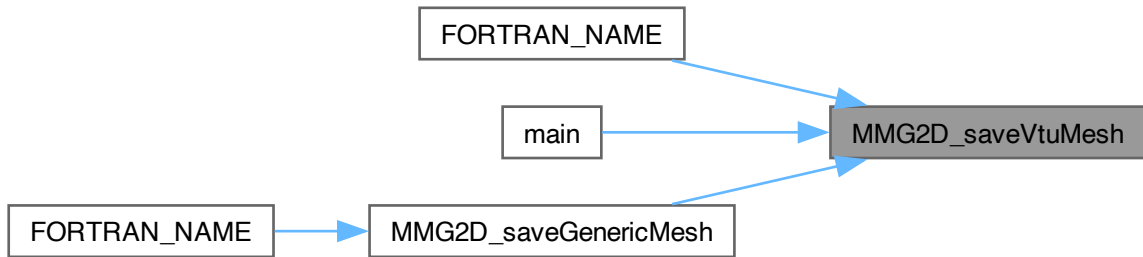 FORTRAN_NAME
main
MMG2D_saveVtuMesh
FORTRAN_NAME
MMG2D_saveGenericMesh